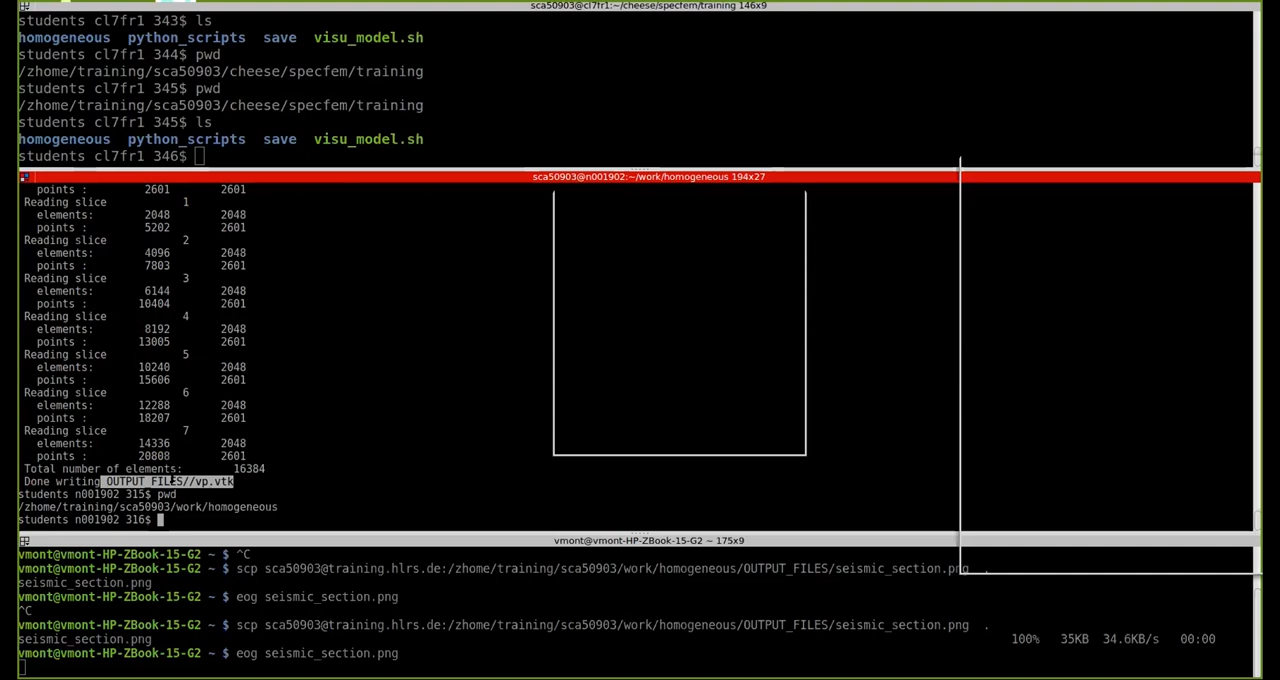 sca50903@cl7fr1:~/cheese/specfem/training 146x9
students cl7fr1 343$ ls
homogeneous  python_scripts  save  visu_model.sh
students cl7fr1 344$ pwd
/zhome/training/sca50903/cheese/specfem/training
students cl7fr1 345$ pwd
/zhome/training/sca50903/cheese/specfem/training
students cl7fr1 345$ ls
homogeneous  python_scripts  save  visu_model.sh
students cl7fr1 346$
sca50903@n001902:~/work/homogeneous 194x27
points :         2601        2601
Reading slice            1
elements:        2048        2048
points :         5202        2601
Reading slice            2
elements:        4096        2048
points :         7803        2601
Reading slice            3
elements:        6144        2048
points :        10404        2601
Reading slice            4
elements:        8192        2048
points :        13005        2601
Reading slice            5
elements:       10240        2048
points :        15606        2601
Reading slice            6
elements:       12288        2048
points :        18207        2601
Reading slice            7
elements:       14336        2048
points :        20808        2601
Total number of elements:        16384
Done writing OUTPUT_FILES//vp.vtk
students n001902 315$ pwd
/zhome/training/sca50903/work/homogeneous
students n001902 316$
vmont@vmont-HP-ZBook-15-G2 ~ 175x9
vmont@vmont-HP-ZBook-15-G2 ~ $ ^C
vmont@vmont-HP-ZBook-15-G2 ~ $ scp sca50903@training.hlrs.de:/zhome/training/sca50903/work/homogeneous/OUTPUT_FILES/seismic_section.png  .
seismic_section.png
vmont@vmont-HP-ZBook-15-G2 ~ $ eog seismic_section.png
^C
vmont@vmont-HP-ZBook-15-G2 ~ $ scp sca50903@training.hlrs.de:/zhome/training/sca50903/work/homogeneous/OUTPUT_FILES/seismic_section.png  .
seismic_section.png    100%   35KB  34.6KB/s   00:00
vmont@vmont-HP-ZBook-15-G2 ~ $ eog seismic_section.png